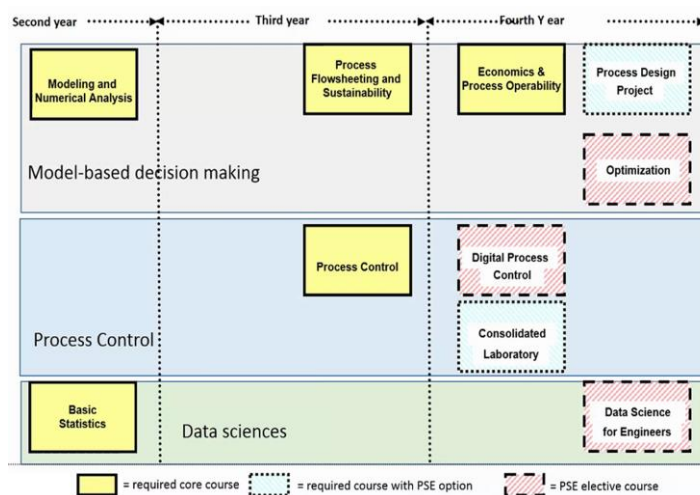 Second year
Third year
Fourth Y ear
Modeling and
Numerical Analysis
Process
Flowsheeting and
Sustainability
Economics &
Process Operability
Process Design
Project
Optimization
Model-based decision making
Process Control
Digital Process
Control
Consolidated
Laboratory
Process Control
Basic
Statistics
Data sciences
Data Science
for Engineers
= required core course
= required course with PSE option
= PSE elective course